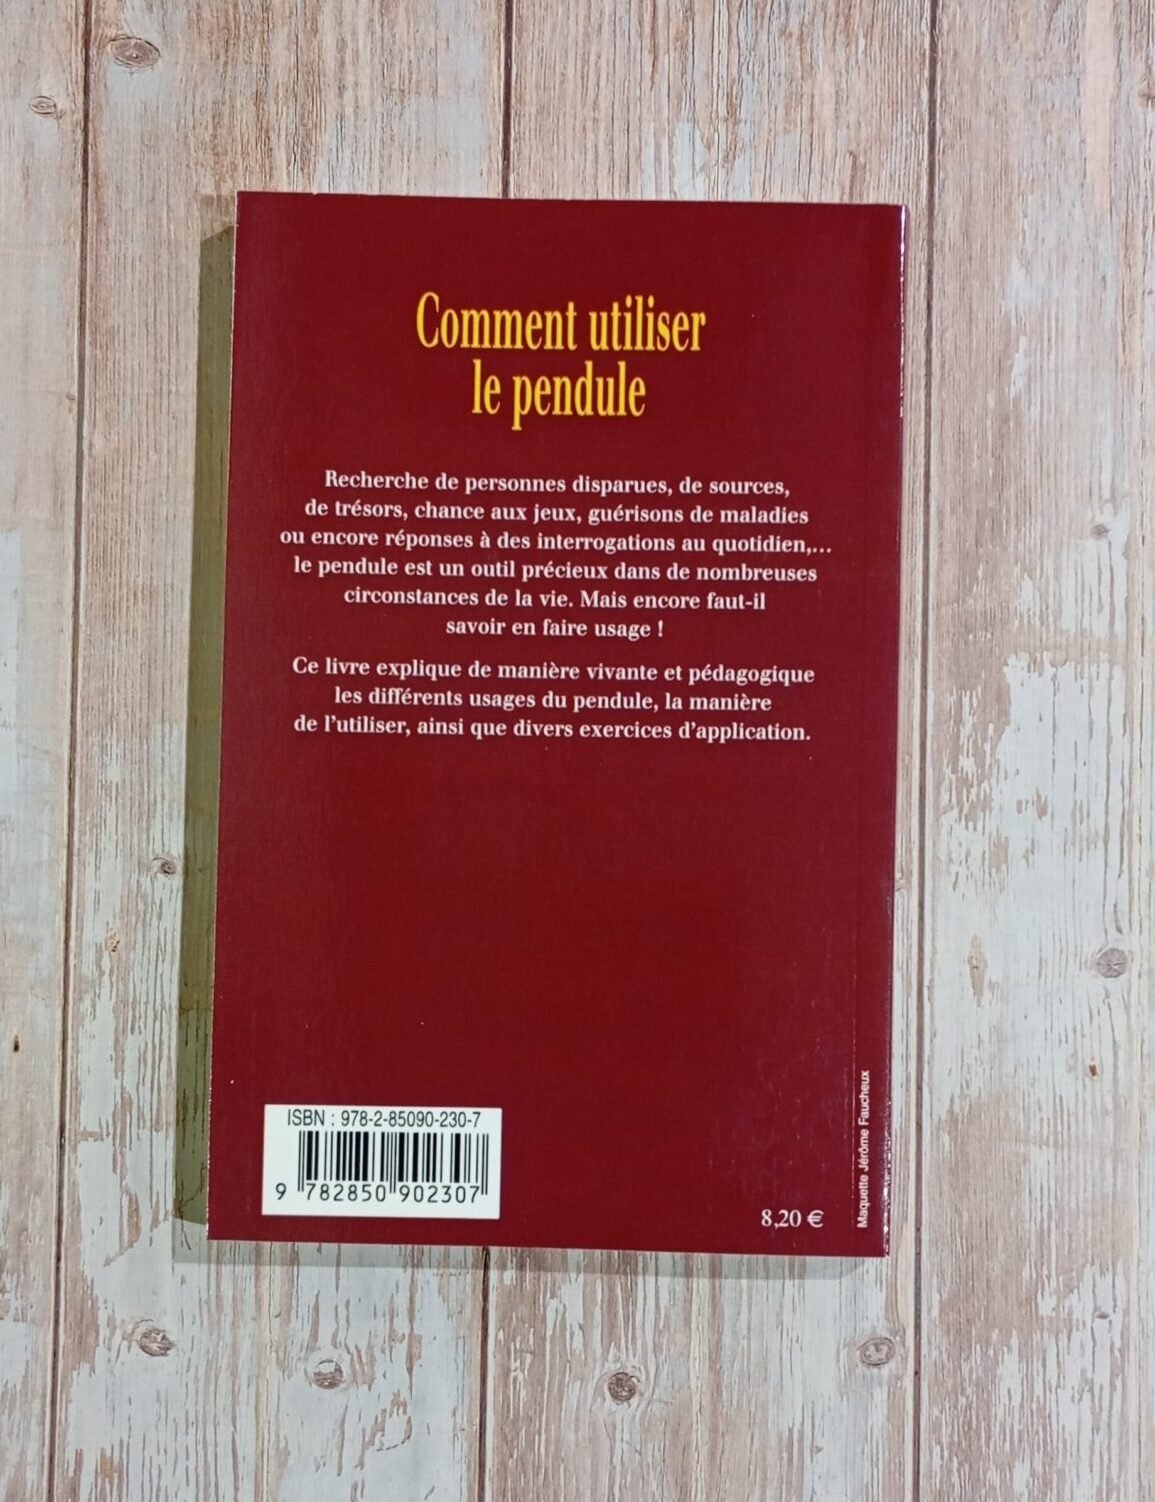 Comment utiliser
le pendule
Recherche de personnes disparues, de sources,
de trésors, chance aux jeux, guérisons de maladies
ou encore réponses à des interrogations au quotidien,...
le pendule est un outil précieux dans de nombreuses
circonstances de la vie. Mais encore faut-il
savoir en faire usage !
Ce livre explique de manière vivante et pédagogique
les différents usages du pendule, la manière
de l'utiliser, ainsi que divers exercices d'application.
ISBN : 978-2-85090-230-7
9 782850 902307
8,20 €
Maquette Jérôme Faucheux